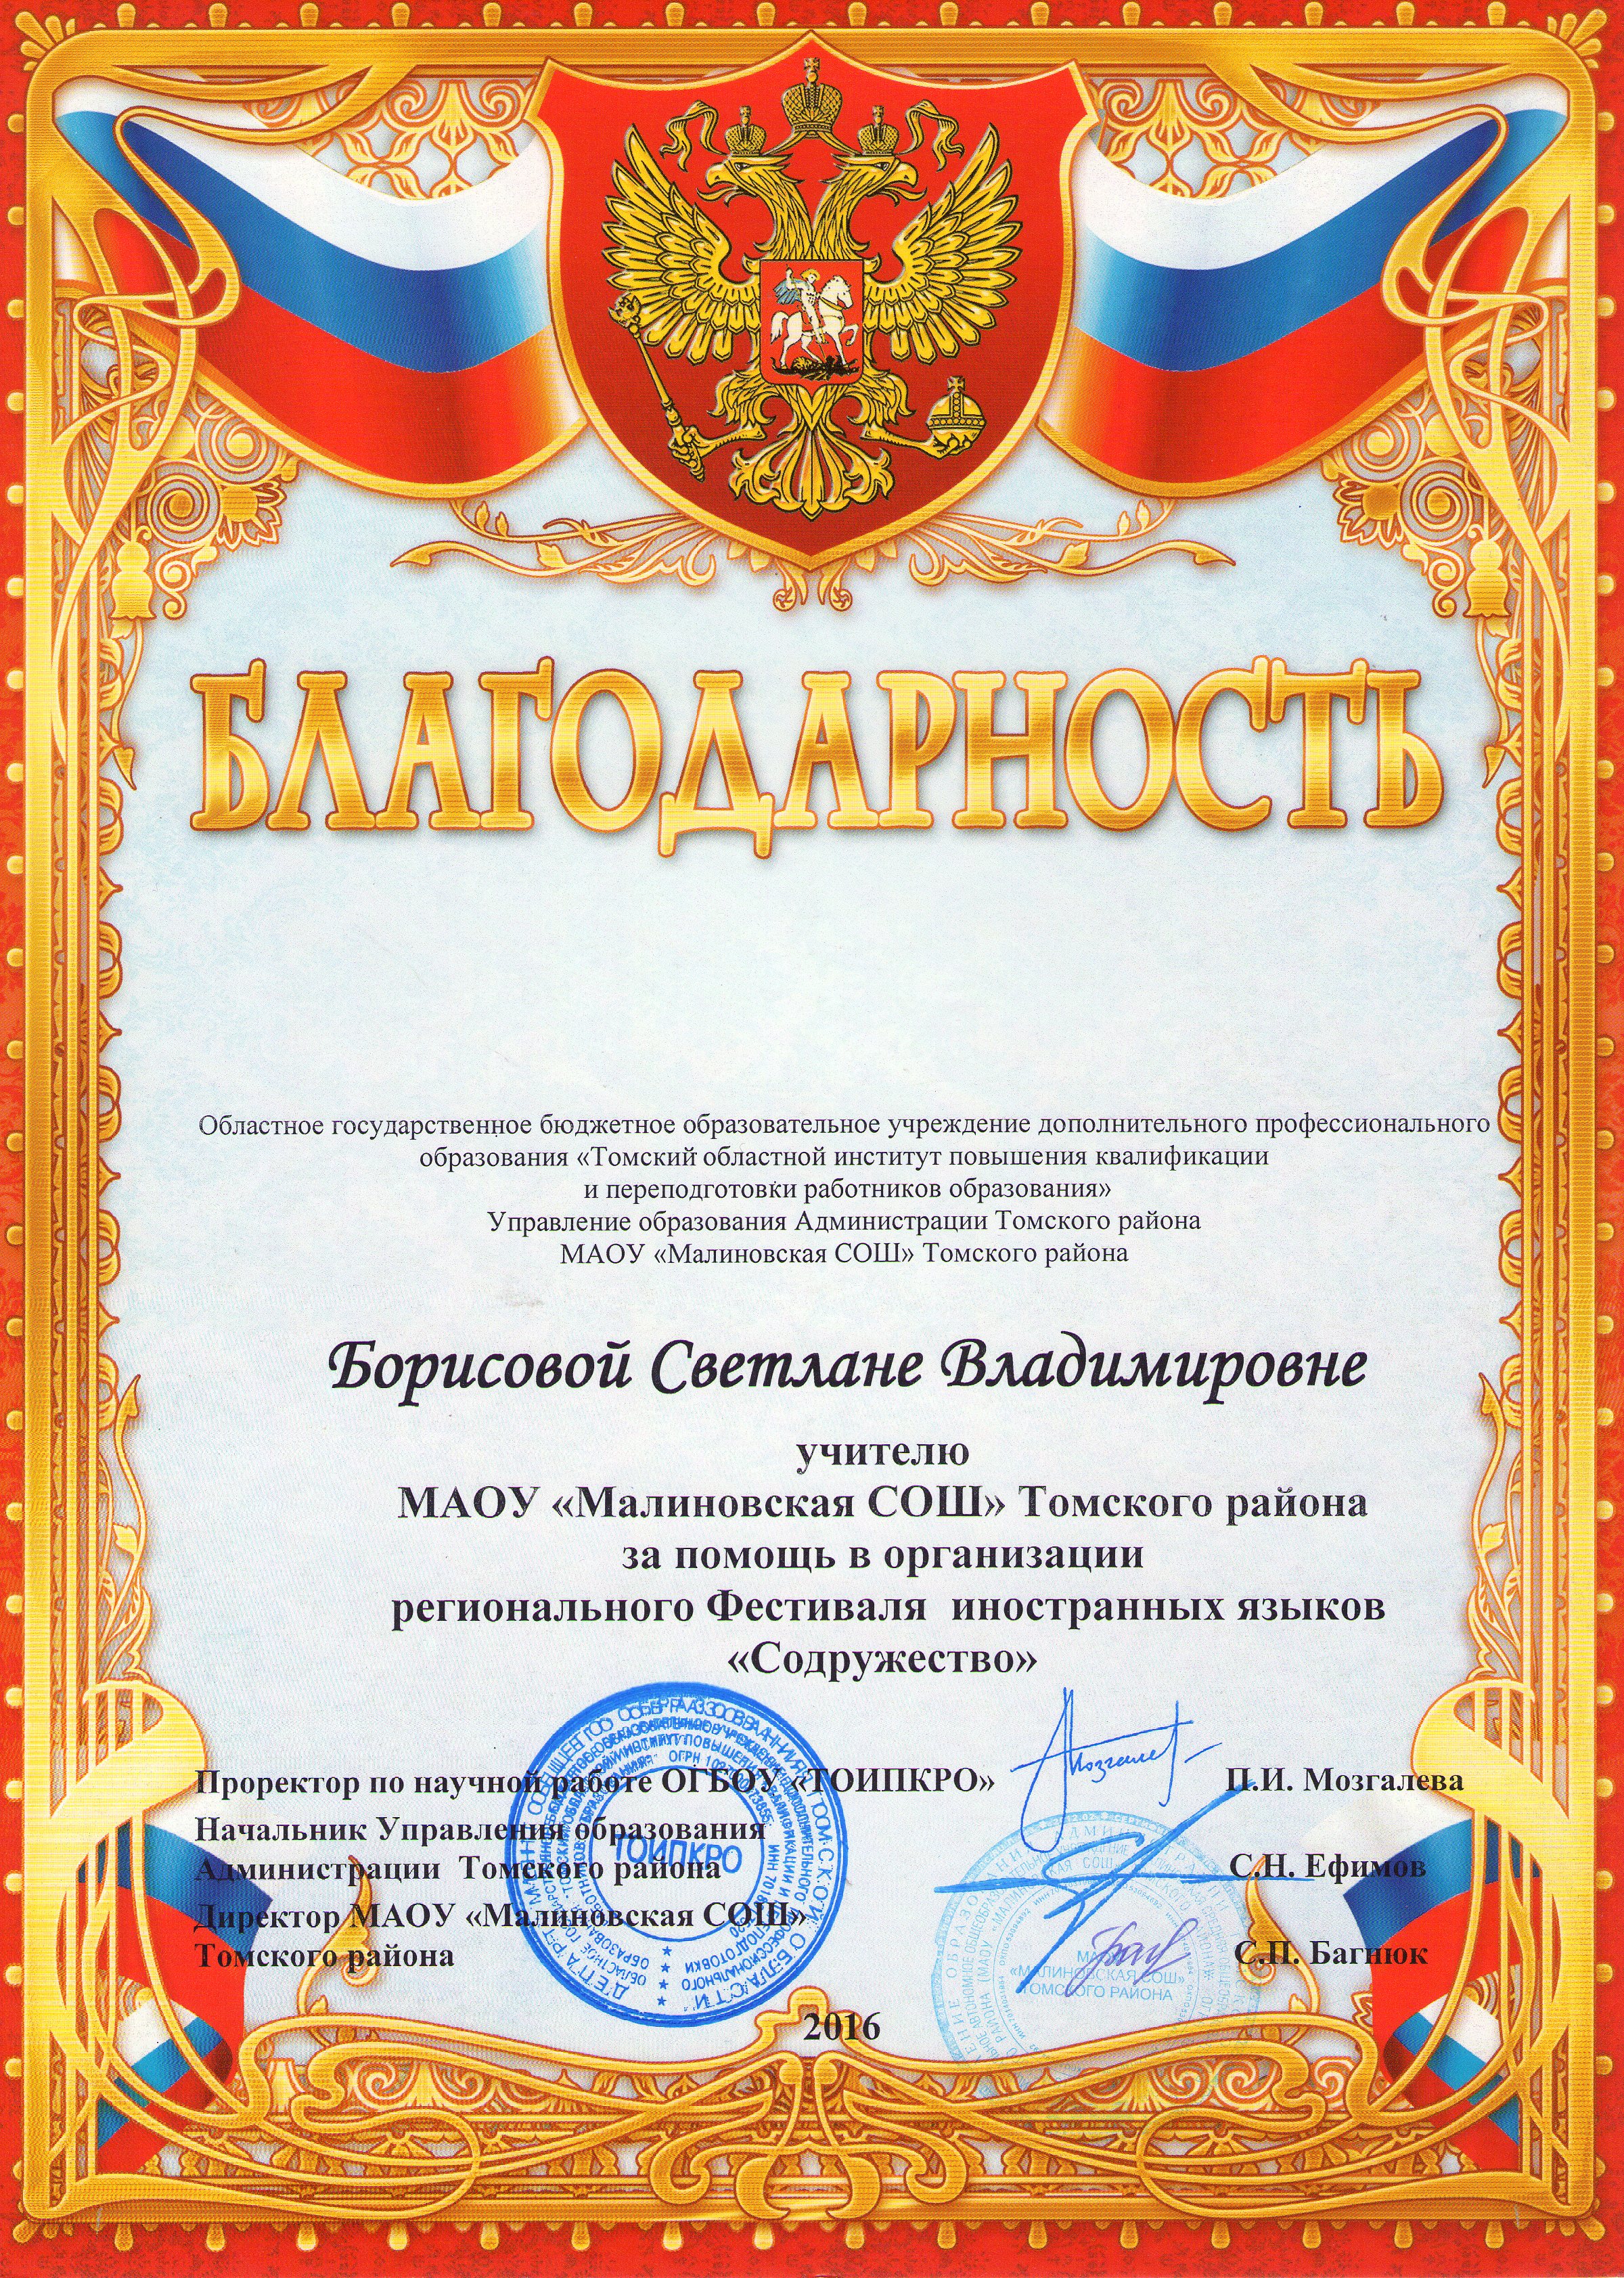 БЛАГОДАРНОСТЬ
Областное государственное бюджетное образовательное учреждение дополнительного профессионального
образования «Томский областной институт повышения квалификации
и переподготовки работников образования»
Управление образования Администрации Томского района
МАОУ «Малиновская СОШ» Томского района
Борисовой Светлане Владимировне
учителю
МАОУ «Малиновская СОШ» Томского района
за помощь в организации
регионального Фестиваля иностранных языков
«Содружество»
Проректор по научной работе ОГБОУ «ТОИПКРО» П.И. Мозгалева
Начальник Управления образования
Администрации Томского района С.Н. Ефимов
Директор МАОУ «Малиновская СОШ»
Томского района С.П. Багнюк
ТОИПКРО
«МАЛИНОВСКАЯ СОШ»
ТОМСКОГО РАЙОНА
2016